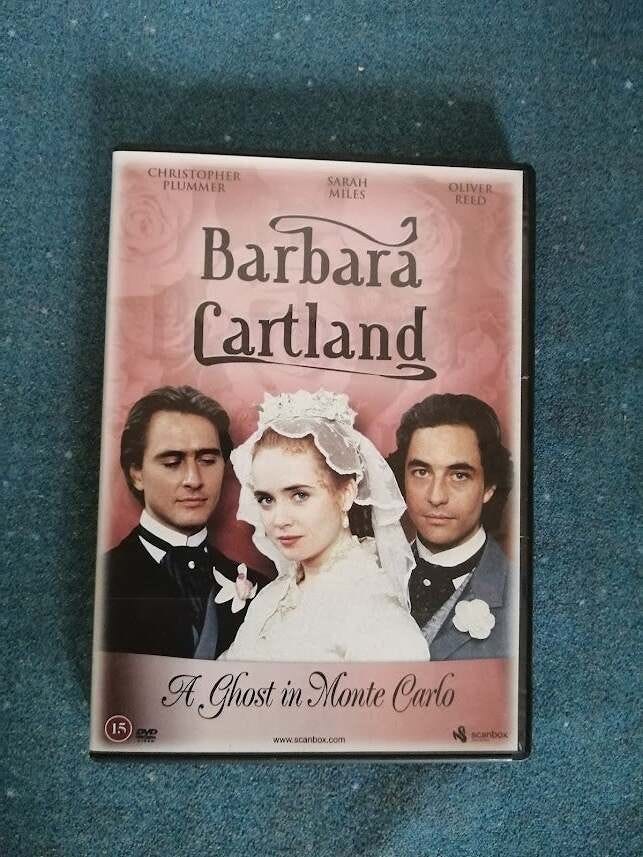 CHRISTOPHER
PLUMMER
SARAH
MILES
OLIVER
REED
Barbara
Cartland
A Ghost in Monte Carlo
15
DVD
www.scanbox.com
scanbox